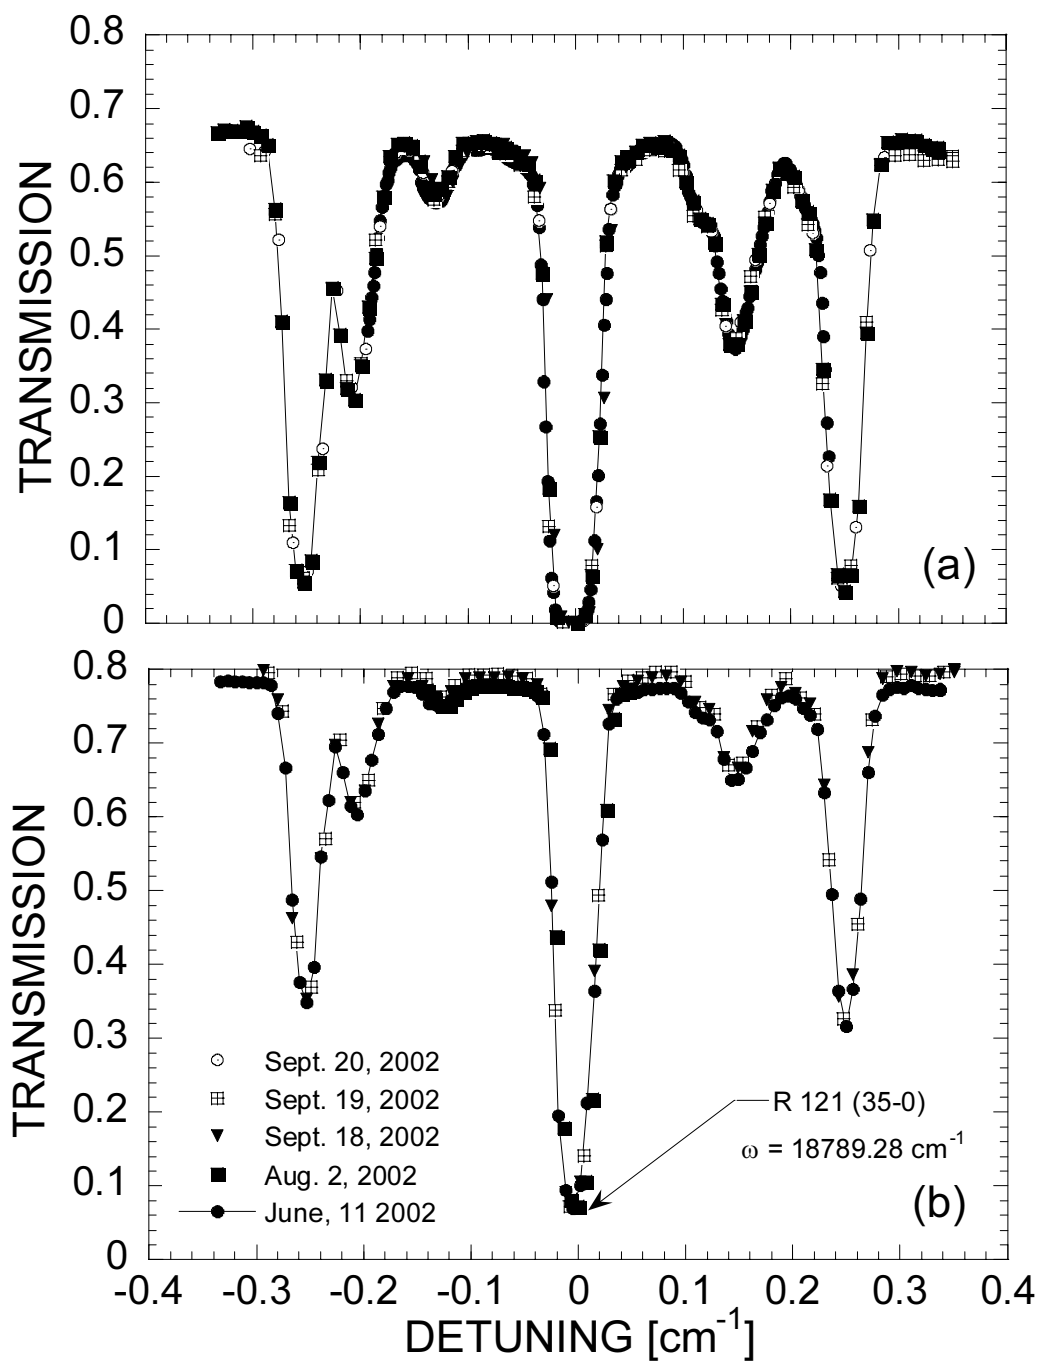 0.8
0.7
0.6
0.5
0.4
0.3
0.2
0.1
0
TRANSMISSION
(a)
0.8
0.7
0.6
0.5
0.4
0.3
0.2
0.1
0
TRANSMISSION
Sept. 20, 2002
Sept. 19, 2002
Sept. 18, 2002
Aug. 2, 2002
June, 11 2002
R 121 (35-0)
ω = 18789.28 cm⁻¹
(b)
-0.4 -0.3 -0.2 -0.1 0 0.1 0.2 0.3 0.4
DETUNING [cm⁻¹]